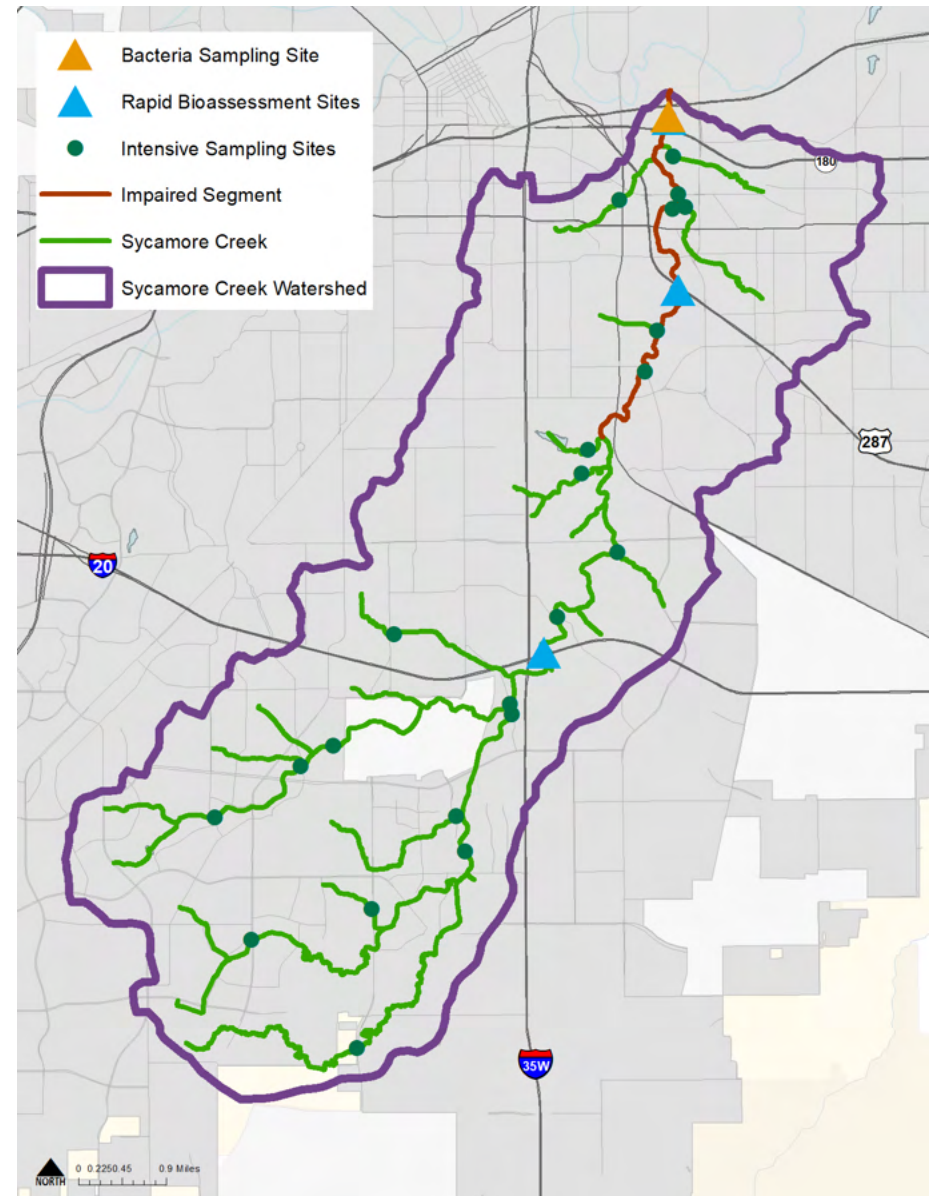 Bacteria Sampling Site
Rapid Bioassessment Sites
Intensive Sampling Sites
Impaired Segment
Sycamore Creek
Sycamore Creek Watershed
180
287
20
35W
NORTH
0 0.2250.45 0.9 Miles